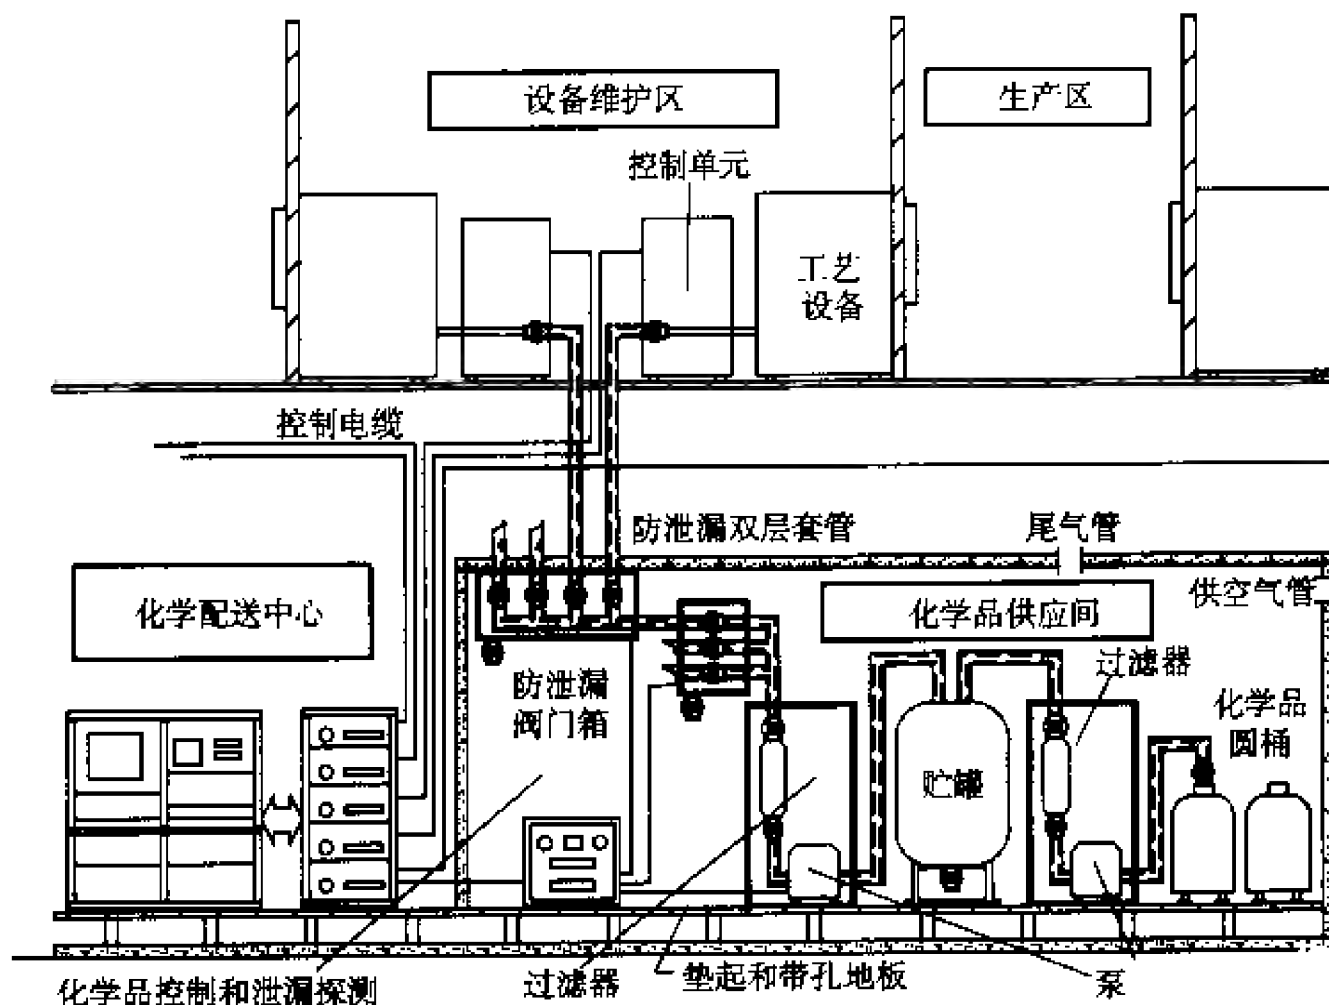 设备维护区
生产区
控制单元
工艺
设备
控制电缆
防泄漏双层套管
尾气管
化学配送中心
化学品供应间
供空气管
防泄漏
阀门箱
过滤器
化学品
圆桶
贮罐
化学品控制和泄漏探测
过滤器
垫起和带孔地板
泵